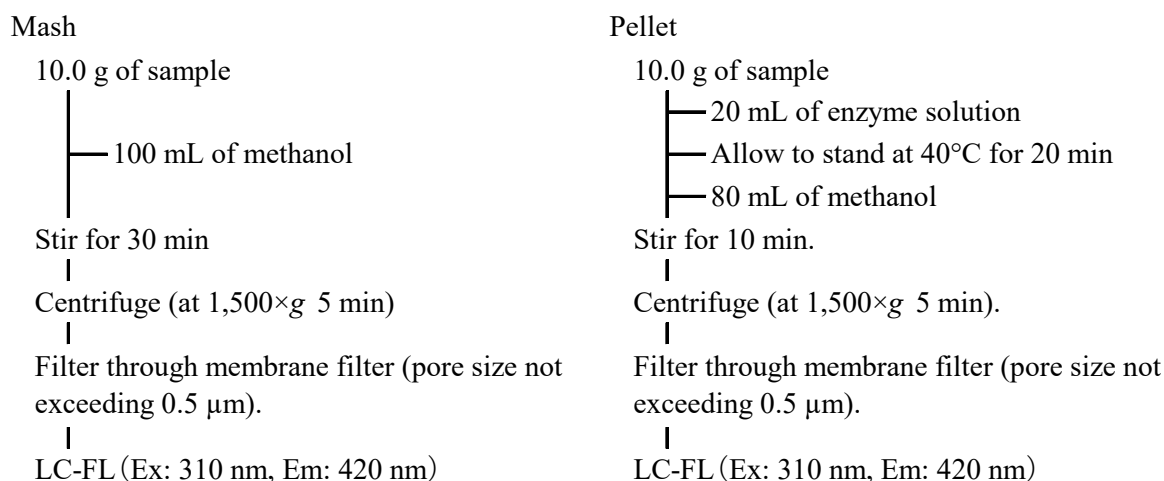 Mash
10.0 g of sample
100 mL of methanol
Stir for 30 min
Centrifuge (at 1,500×g 5 min)
Filter through membrane filter (pore size not
exceeding 0.5 µm).
LC-FL (Ex: 310 nm, Em: 420 nm)
Pellet
10.0 g of sample
20 mL of enzyme solution
Allow to stand at 40°C for 20 min
80 mL of methanol
Stir for 10 min.
Centrifuge (at 1,500×g 5 min).
Filter through membrane filter (pore size not
exceeding 0.5 µm).
LC-FL (Ex: 310 nm, Em: 420 nm)